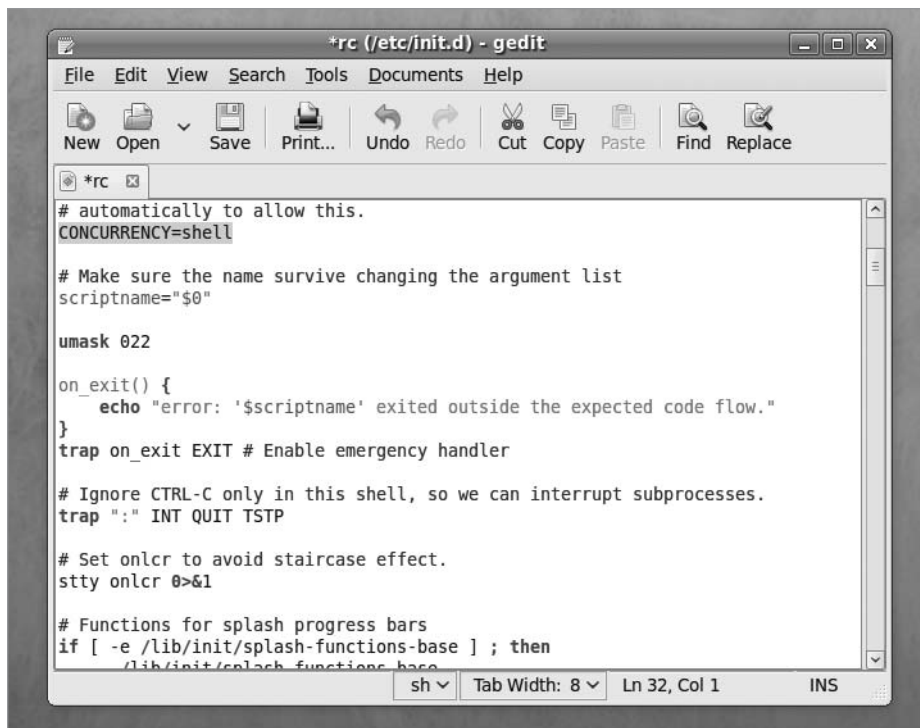 *rc (/etc/init.d) - gedit
File Edit View Search Tools Documents Help
New Open Save Print... Undo Redo Cut Copy Paste Find Replace
*rc
# automatically to allow this.
CONCURRENCY=shell
# Make sure the name survive changing the argument list
scriptname="$0"
umask 022
on_exit() {
echo "error: '$scriptname' exited outside the expected code flow."
}
trap on_exit EXIT # Enable emergency handler
# Ignore CTRL-C only in this shell, so we can interrupt subprocesses.
trap ":" INT QUIT TSTP
# Set onlcr to avoid staircase effect.
stty onlcr 0>&1
# Functions for splash progress bars
if [ -e /lib/init/splash-functions-base ] ; then
/lib/init/splash-functions-base
sh Tab Width: 8 Ln 32, Col 1 INS